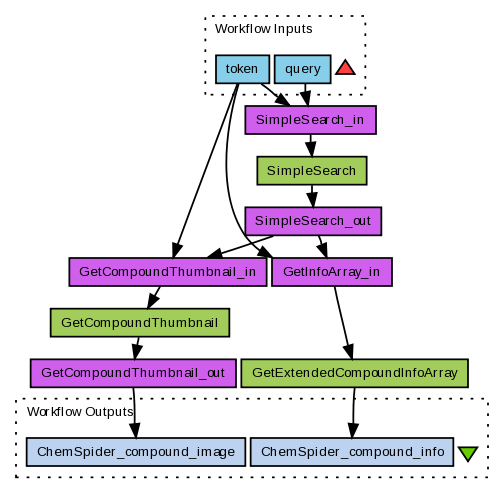 Workflow Inputs
token
query
SimpleSearch_in
SimpleSearch
SimpleSearch_out
GetCompoundThumbnail_in
GetInfoArray_in
GetCompoundThumbnail
GetCompoundThumbnail_out
GetExtendedCompoundInfoArray
Workflow Outputs
ChemSpider_compound_image
ChemSpider_compound_info